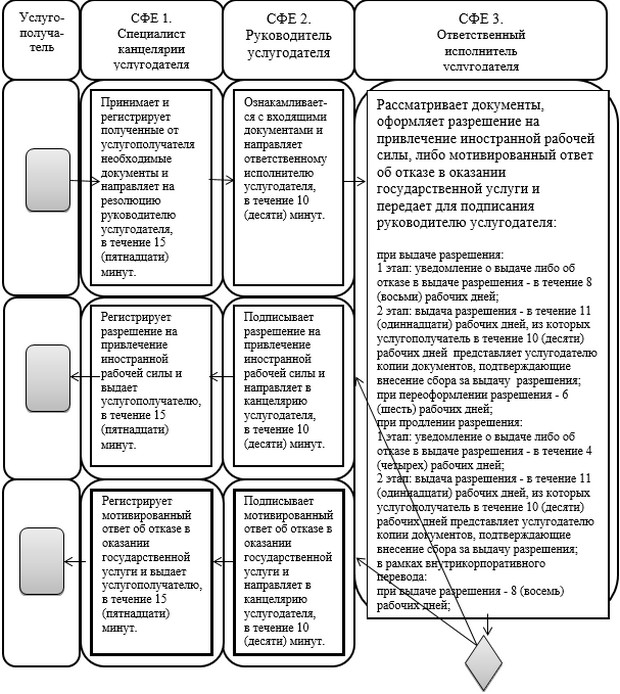 Услуго-
получа-
тель
СФЕ 1.
Специалист
канцелярии
услугодателя
СФЕ 2.
Руководитель
услугодателя
СФЕ 3.
Ответственный
исполнитель
услугодателя
Принимает и
регистрирует
полученные от
услугополучателя
необходимые
документы и
направляет на
резолюцию
руководителю
услугодателя,
в течение 15
(пятнадцати)
минут.
Ознакамливает-
ся с входящими
документами и
направляет
ответственному
исполнителю
услугодателя,
в течение 10
(десяти) минут.
Рассматривает документы,
оформляет разрешение на
привлечение иностранной рабочей
силы, либо мотивированный ответ
об отказе в оказании
государственной услуги и
передает для подписания
руководителю услугодателя:
при выдаче разрешения:
1 этап: уведомление о выдаче либо об
отказе в выдаче разрешения - в течение 8
(восьми) рабочих дней;
2 этап: выдача разрешения - в течение 11
(одиннадцати) рабочих дней, из которых
услугополучатель в течение 10 (десяти)
рабочих дней представляет услугодателю
копии документов, подтверждающие
внесение сбора за выдачу разрешения;
при переоформлении разрешения - 6
(шесть) рабочих дней;
при продлении разрешения:
1 этап: уведомление о выдаче либо об
отказе в выдаче разрешения - в течение 4
(четырех) рабочих дней;
2 этап: выдача разрешения - в течение 11
(одиннадцати) рабочих дней, из которых
услугополучатель в течение 10 (десяти)
рабочих дней представляет услугодателю
копии документов, подтверждающие
внесение сбора за выдачу разрешения;
в рамках внутрикорпоративного
перевода:
при выдаче разрешения - 8 (восемь)
рабочих дней;
Регистрирует
разрешение на
привлечение
иностранной
рабочей силы и
выдает
услугополучателю,
в течение 15
(пятнадцати)
минут.
Подписывает
разрешение на
привлечение
иностранной
рабочей силы и
направляет в
канцелярию
услугодателя,
в течение 10
(десяти) минут.
Регистрирует
мотивированный
ответ об отказе в
оказании
государственной
услуги и выдает
услугополучателю,
в течение 15
(пятнадцати)
минут.
Подписывает
мотивированный
ответ об отказе в
оказании
государственной
услуги и
направляет в
канцелярию
услугодателя,
в течение 10
(десяти) минут.